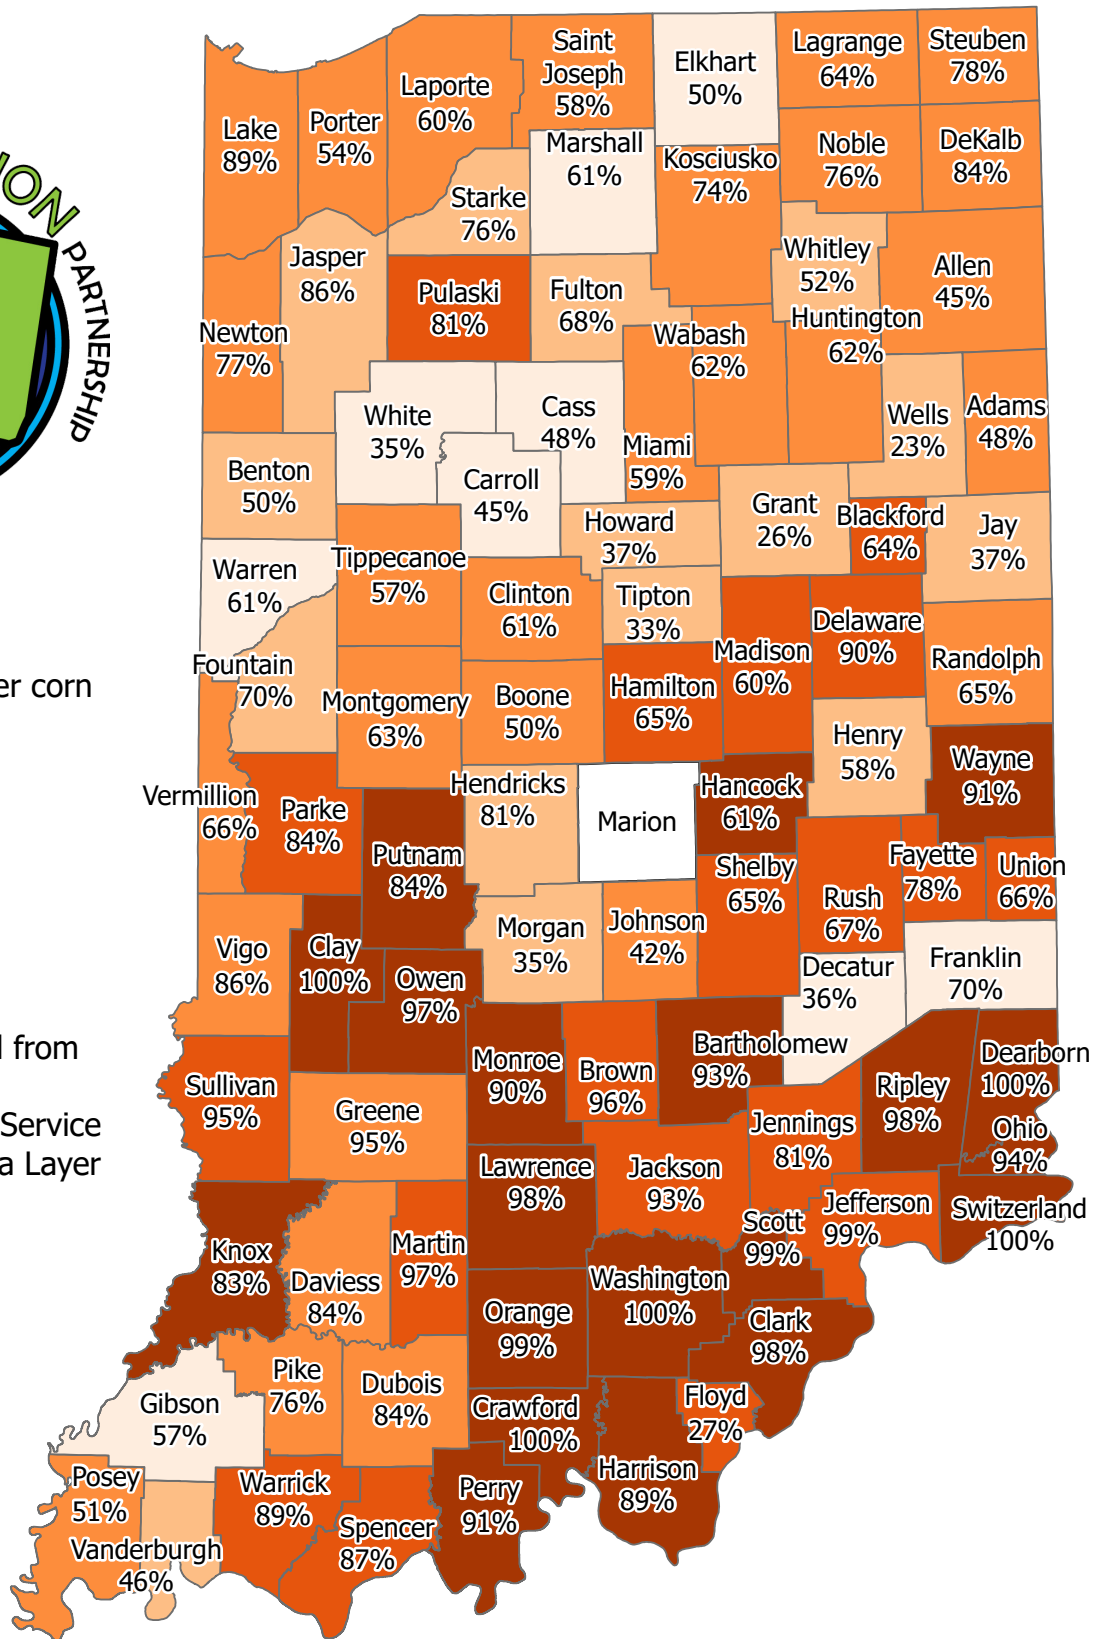 ION
PARTNERSHIP
er corn
l from
Service
a Layer
Saint
Joseph
58%
Elkhart
50%
Lagrange
64%
Steuben
78%
Laporte
60%
Lake
89%
Porter
54%
Marshall
61%
Kosciusko
74%
Noble
76%
DeKalb
84%
Starke
76%
Jasper
86%
Whitley
52%
Allen
45%
Pulaski
81%
Fulton
68%
Newton
77%
Wabash
62%
Huntington
62%
White
35%
Cass
48%
Miami
59%
Wells
23%
Adams
48%
Benton
50%
Carroll
45%
Howard
37%
Grant
26%
Blackford
64%
Jay
37%
Warren
61%
Tippecanoe
57%
Clinton
61%
Tipton
33%
Madison
60%
Delaware
90%
Randolph
65%
Fountain
70%
Montgomery
63%
Boone
50%
Hamilton
65%
Henry
58%
Wayne
91%
Vermillion
66%
Parke
84%
Hendricks
81%
Marion
Hancock
61%
Putnam
84%
Shelby
65%
Rush
67%
Fayette
78%
Union
66%
Vigo
86%
Clay
100%
Owen
97%
Morgan
35%
Johnson
42%
Decatur
36%
Franklin
70%
Sullivan
95%
Greene
95%
Monroe
90%
Brown
96%
Bartholomew
93%
Jennings
81%
Ripley
98%
Dearborn
100%
Ohio
94%
Lawrence
98%
Jackson
93%
Jefferson
99%
Switzerland
100%
Scott
99%
Knox
83%
Daviess
84%
Martin
97%
Orange
99%
Washington
100%
Clark
98%
Gibson
57%
Pike
76%
Dubois
84%
Crawford
100%
Floyd
27%
Harrison
89%
Posey
51%
Vanderburgh
46%
Warrick
89%
Spencer
87%
Perry
91%